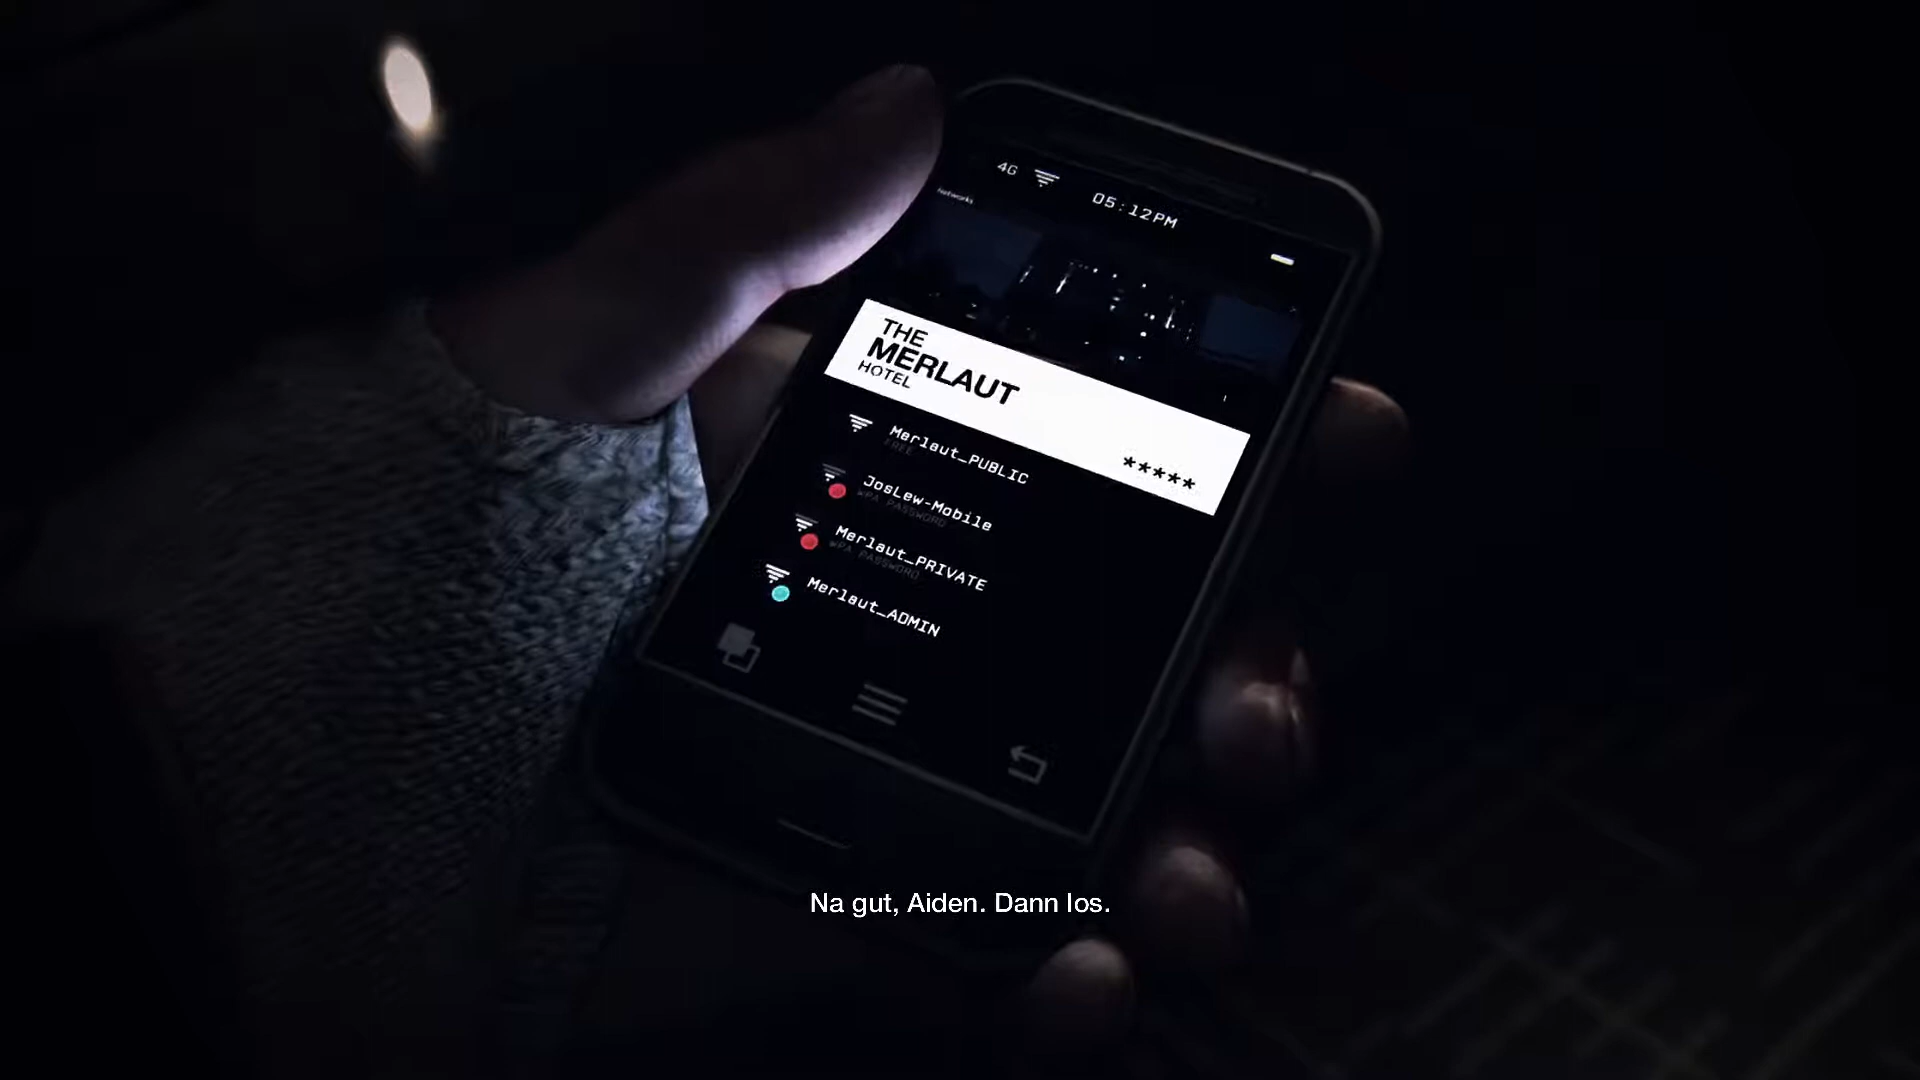 4G
05:12PM
Networks
THE
MERLAUT
HOTEL
*****
Merlaut_PUBLIC
FREE
JosLew-Mobile
WPA PASSWORD
Merlaut_PRIVATE
WPA PASSWORD
Merlaut_ADMIN
Na gut, Aiden. Dann los.